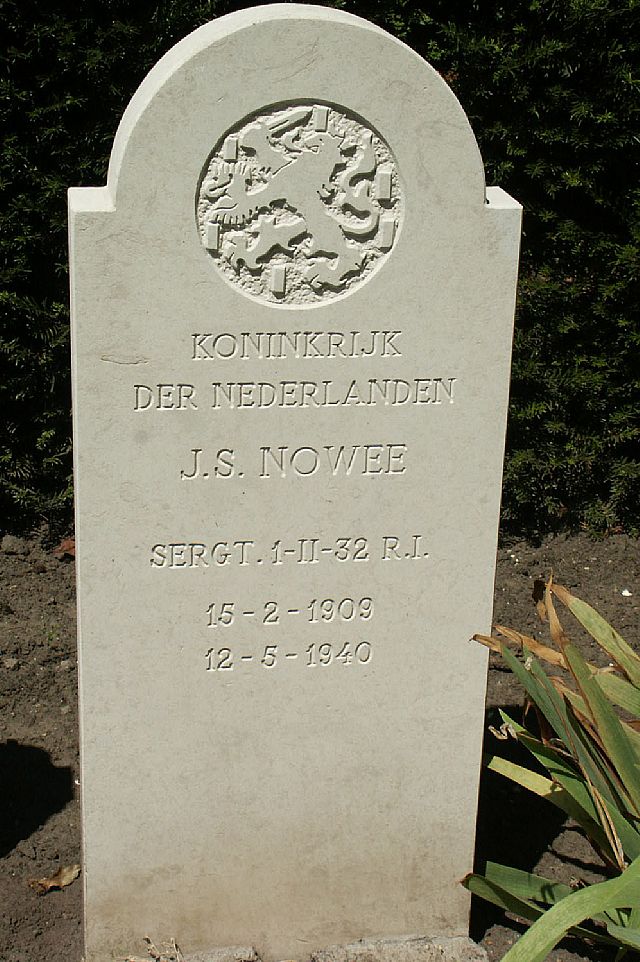 KONINKRIJK
DER NEDERLANDEN
J.S. NOWEE
SERGT. 1-II-32 R.I.
15-2-1909
12-5-1940